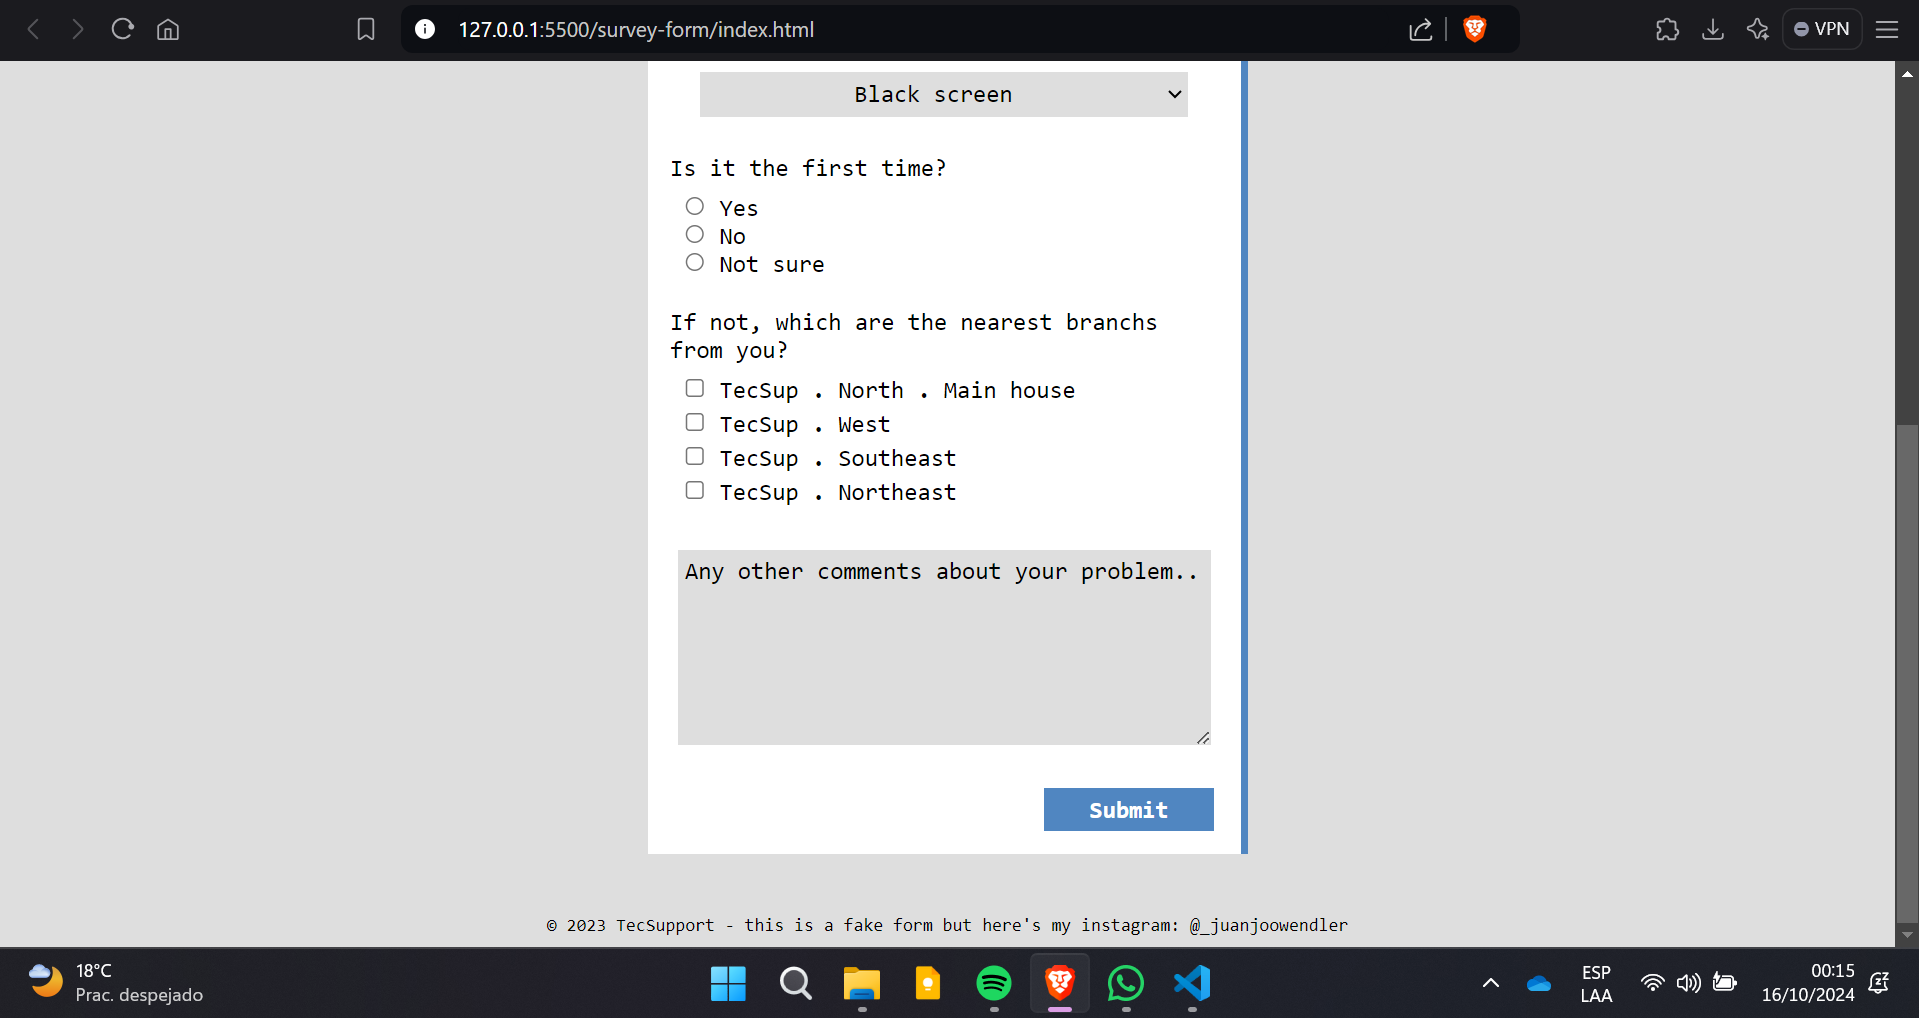 127.0.0.1:5500/survey-form/index.html
VPN
Black screen
Is it the first time?
Yes
No
Not sure
If not, which are the nearest branchs
from you?
TecSup . North . Main house
TecSup . West
TecSup . Southeast
TecSup . Northeast
Any other comments about your problem..
Submit
© 2023 TecSupport - this is a fake form but here's my instagram: @_juanjoowendler
18°C
Prac. despejado
ESP
LAA
00:15
16/10/2024